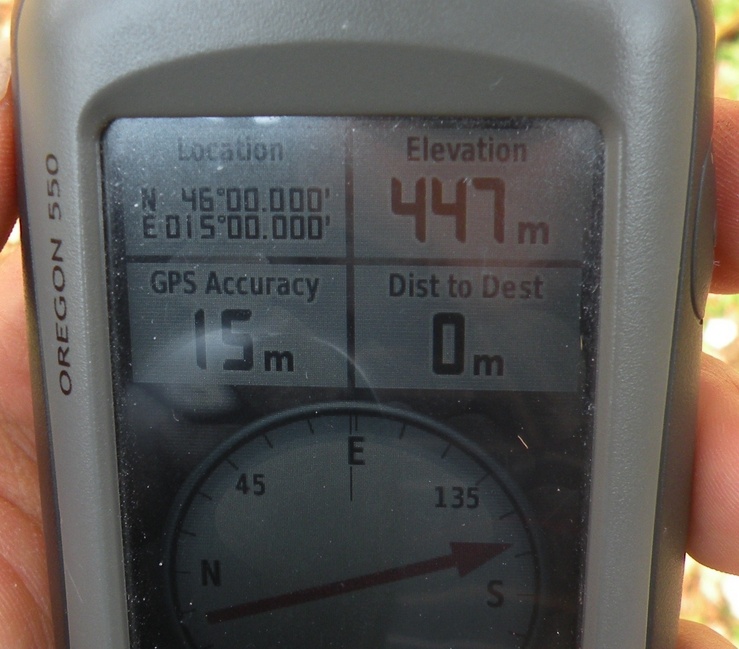 OREGON 550
Location
N 46°00.000'
E015°00.000'
Elevation
447m
GPS Accuracy
15m
Dist to Dest
0m
E
45
135
N
S